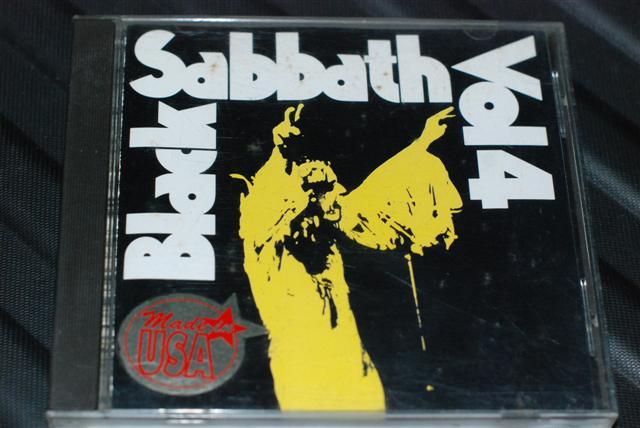 Black
Sabbath
Vol 4
Made in
USA